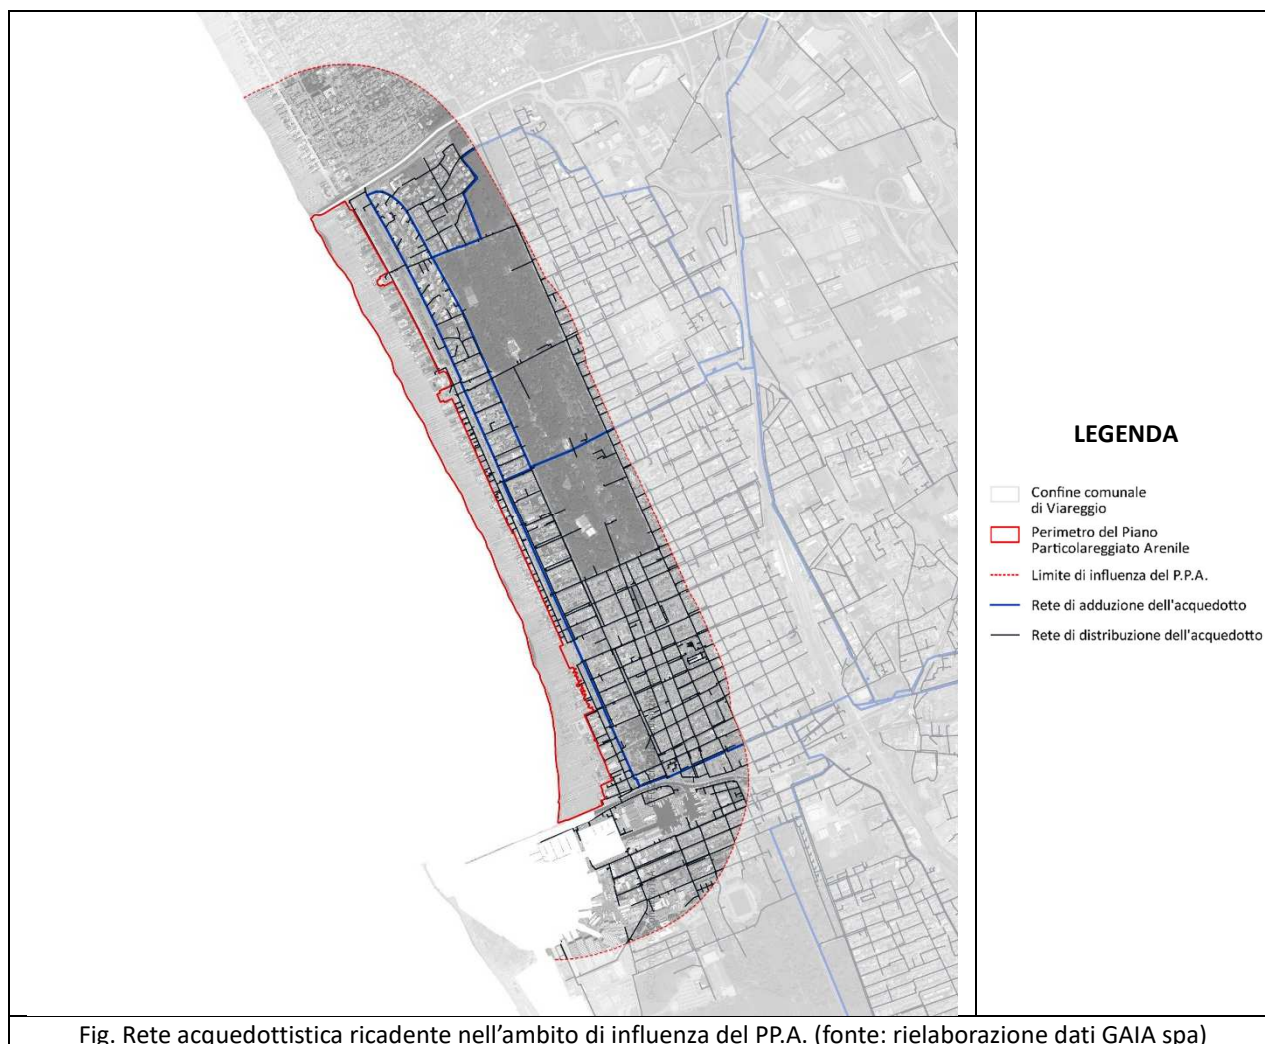 LEGENDA
Confine comunale
di Viareggio
Perimetro del Piano
Particolareggiato Arenile
Limite di influenza del P.P.A.
Rete di adduzione dell'acquedotto
Rete di distribuzione dell'acquedotto
Fig. Rete acquedottistica ricadente nell’ambito di influenza del PP.A. (fonte: rielaborazione dati GAIA spa)